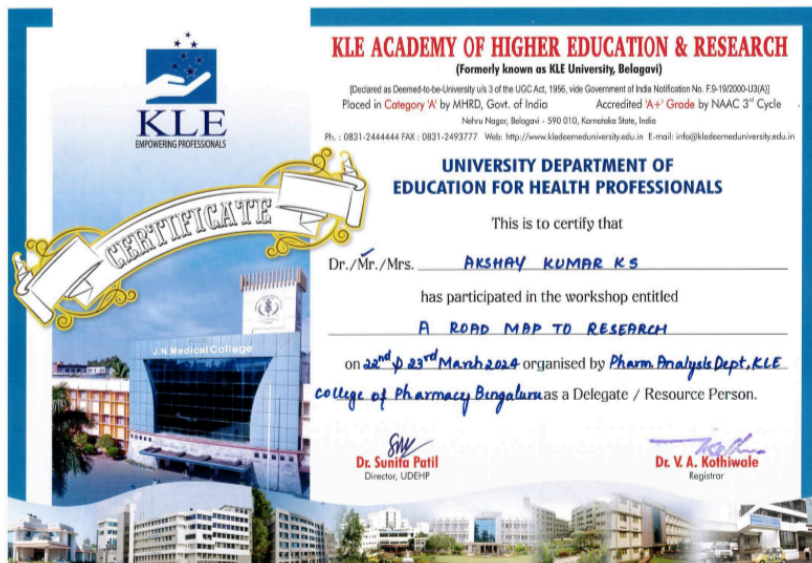 KLE
EMPOWERING PROFESSIONALS
KLE ACADEMY OF HIGHER EDUCATION & RESEARCH
(Formerly known as KLE University, Belagavi)
[Declared as Deemed-to-be-University u/s 3 of the UGC Act, 1956, vide Government of India Notification No. F.9-19/2000-U3(A)]
Placed in Category 'A' by MHRD, Govt. of India Accredited 'A+' Grade by NAAC 3rd Cycle
Nehru Nagar, Belagavi - 590 010, Karnataka State, India
Ph. : 0831-2444444 FAX : 0831-2493777 Web: http://www.kledeemeduniversity.edu.in E-mail: info@kledeemeduniversity.edu.in
UNIVERSITY DEPARTMENT OF
EDUCATION FOR HEALTH PROFESSIONALS
CERTIFICATE
This is to certify that
Dr./Mr./Mrs. AKSHAY KUMAR KS
has participated in the workshop entitled
A ROAD MAP TO RESEARCH
on 22nd & 23rd March 2024 organised by Pharm. Analysis Dept, KLE
college of Pharmacy Bengaluru as a Delegate / Resource Person.
J.N. Medical College
Dr. Sunita Patil
Director, UDEHP
Dr. V. A. Kothiwale
Registrar